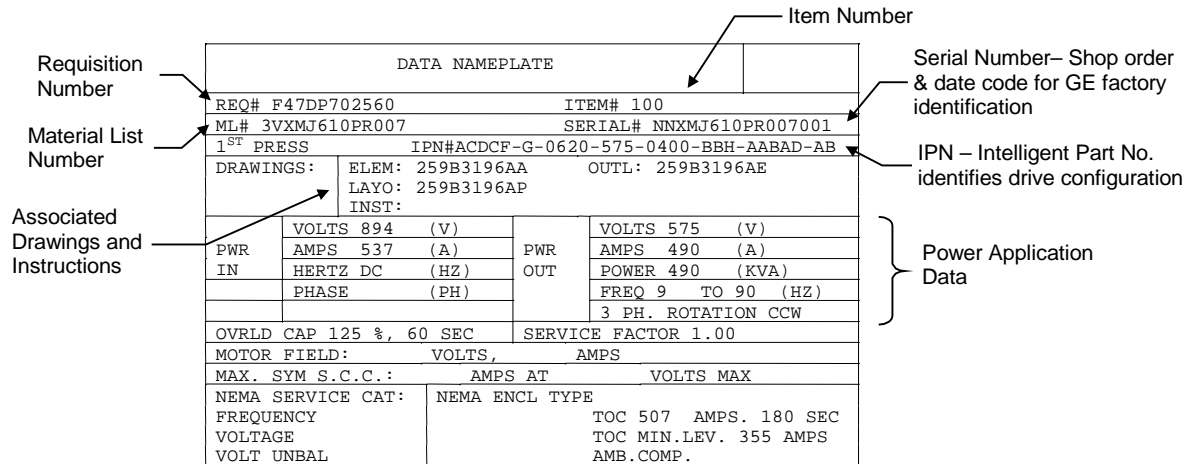 Item Number
Requisition
Number
Serial Number– Shop order
& date code for GE factory
identification
Material List
Number
IPN – Intelligent Part No.
identifies drive configuration
Associated
Drawings and
Instructions
Power Application
Data
DATA NAMEPLATE
REQ# F47DP702560 ITEM# 100
ML# 3VXMJ610PR007 SERIAL# NNXMJ610PR007001
1ST PRESS IPN#ACDCF-G-0620-575-0400-BBH-AABAD-AB
DRAWINGS: ELEM: 259B3196AA OUTL: 259B3196AE
LAYO: 259B3196AP
INST:
VOLTS 894 (V) VOLTS 575 (V)
PWR AMPS 537 (A) PWR AMPS 490 (A)
IN HERTZ DC (HZ) OUT POWER 490 (KVA)
PHASE (PH) FREQ 9 TO 90 (HZ)
3 PH. ROTATION CCW
OVRLD CAP 125 %, 60 SEC SERVICE FACTOR 1.00
MOTOR FIELD: VOLTS, AMPS
MAX. SYM S.C.C.: AMPS AT VOLTS MAX
NEMA SERVICE CAT: NEMA ENCL TYPE
FREQUENCY TOC 507 AMPS. 180 SEC
VOLTAGE TOC MIN.LEV. 355 AMPS
VOLT UNBAL AMB.COMP.